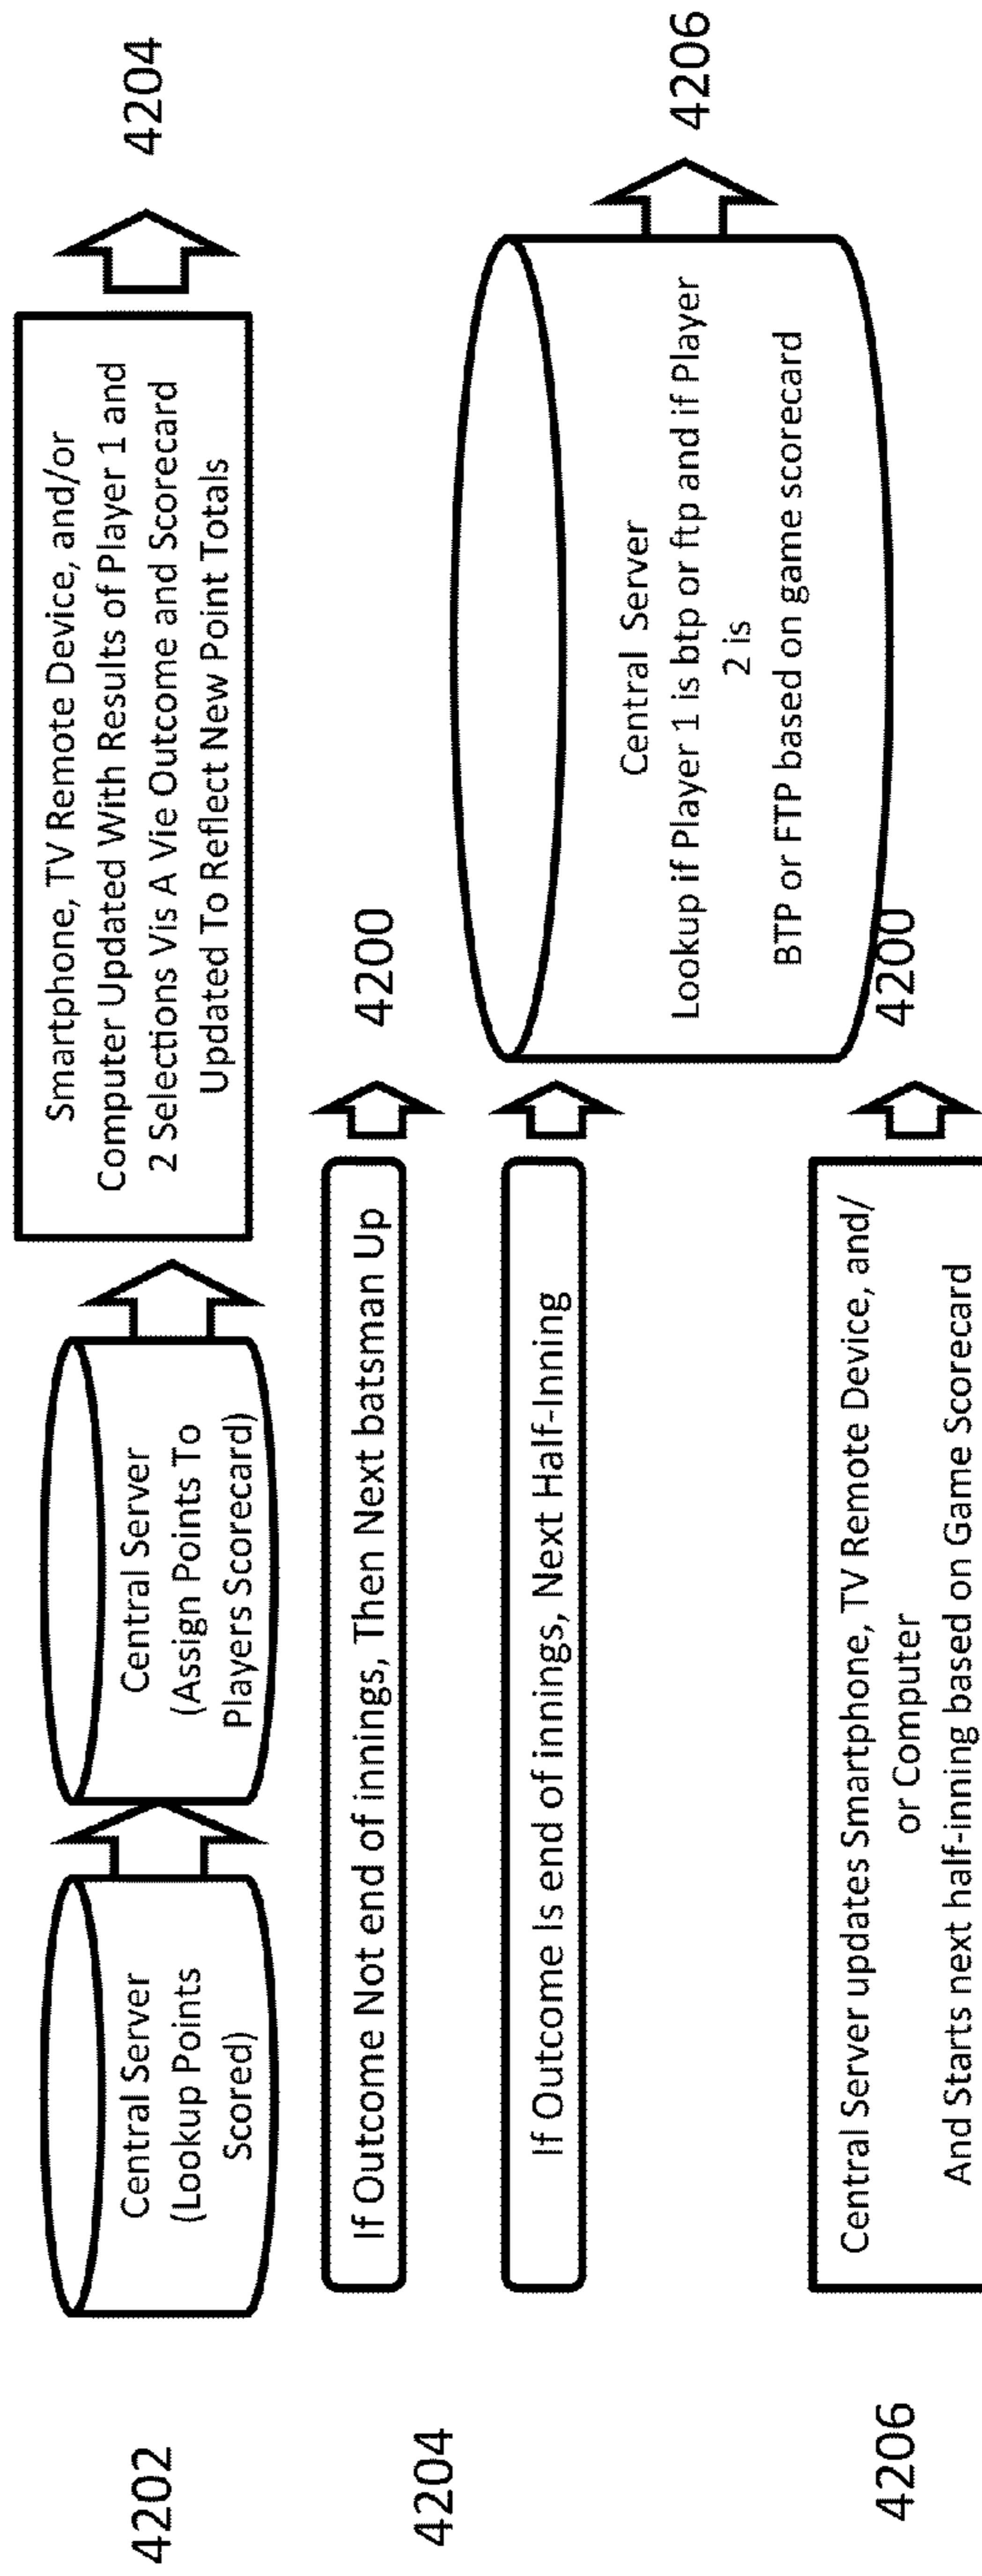 4202
Central Server
(Lookup Points
Scored)
Central Server
(Assign Points To
Players Scorecard)
Smartphone, TV Remote Device, and/or
Computer Updated With Results of Player 1 and
2 Selections Vis A Vie Outcome and Scorecard
Updated To Reflect New Point Totals
4204
4204
If Outcome Not end of innings, Then Next batsman Up
4200
If Outcome Is end of innings, Next Half-Inning
Central Server
Lookup if Player 1 is btp or ftp and if Player
2 is
BTP or FTP based on game scorecard
4206
4206
Central Server updates Smartphone, TV Remote Device, and/
or Computer
And Starts next half-inning based on Game Scorecard
4200